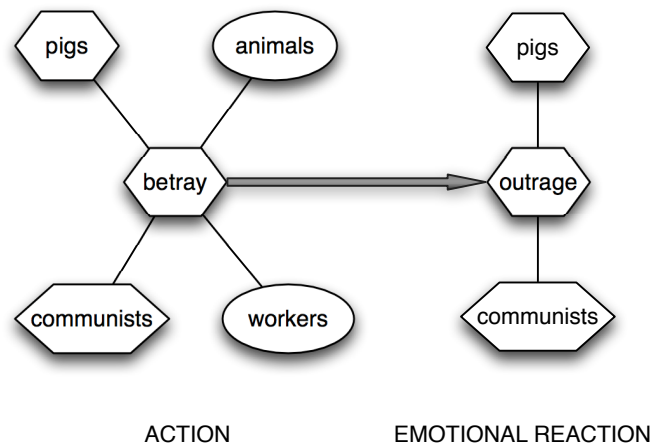 pigs
animals
pigs
betray
outrage
communists
workers
communists
ACTION
EMOTIONAL REACTION